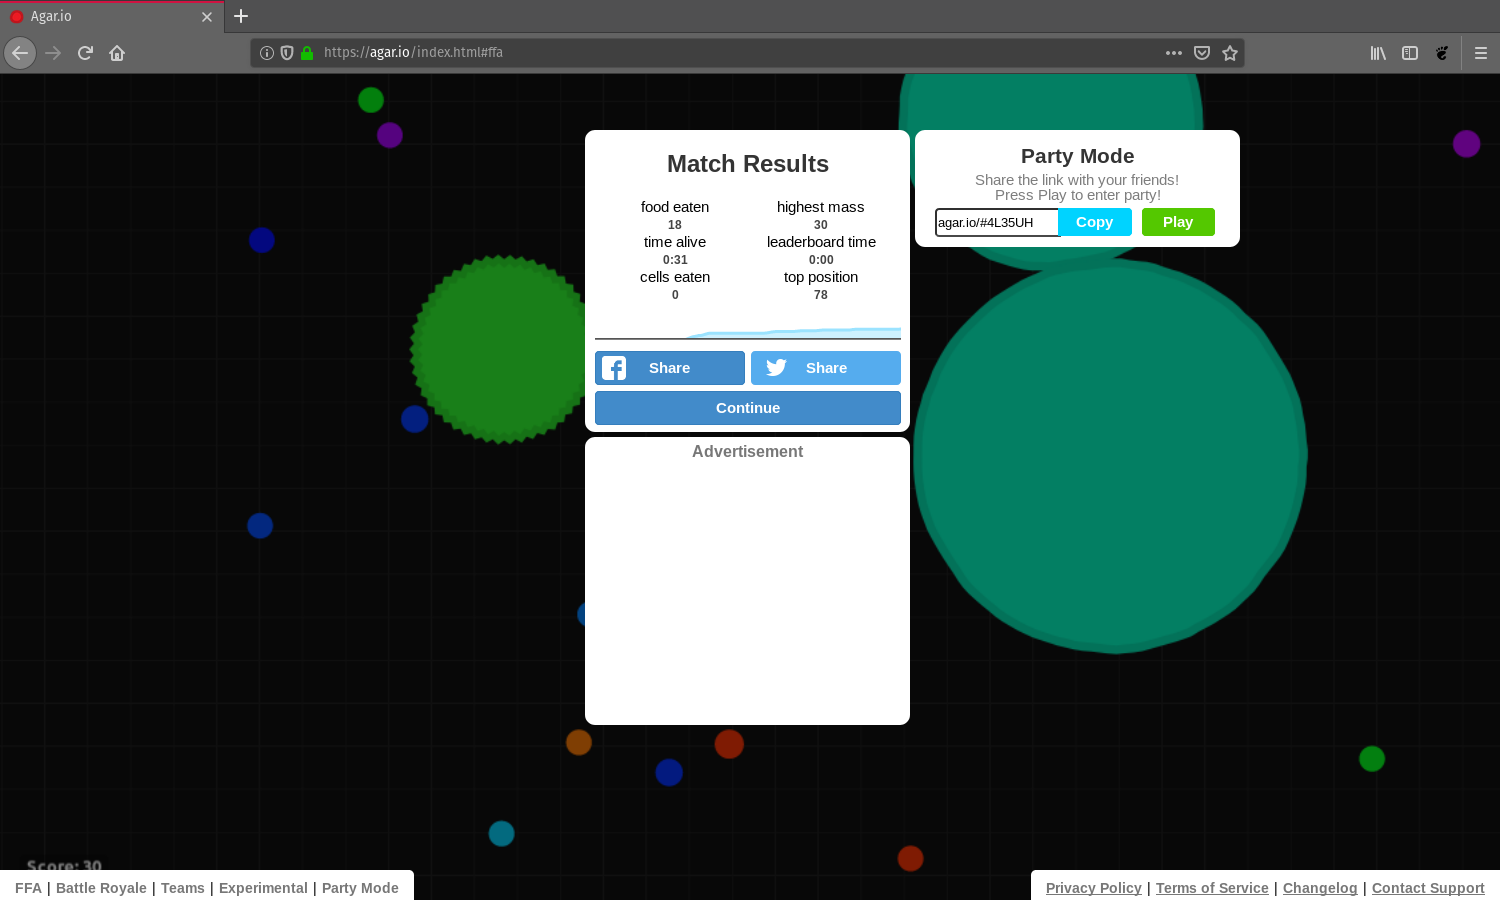 Agar.io
https://agar.io/index.html#ffa
Match Results
food eaten
18
highest mass
30
time alive
0:31
leaderboard time
0:00
cells eaten
0
top position
78
Share
Share
Continue
Advertisement
Party Mode
Share the link with your friends!
Press Play to enter party!
agar.io/#4L35UH
Copy
Play
Score: 30
FFA | Battle Royale | Teams | Experimental | Party Mode
Privacy Policy | Terms of Service | Changelog | Contact Support